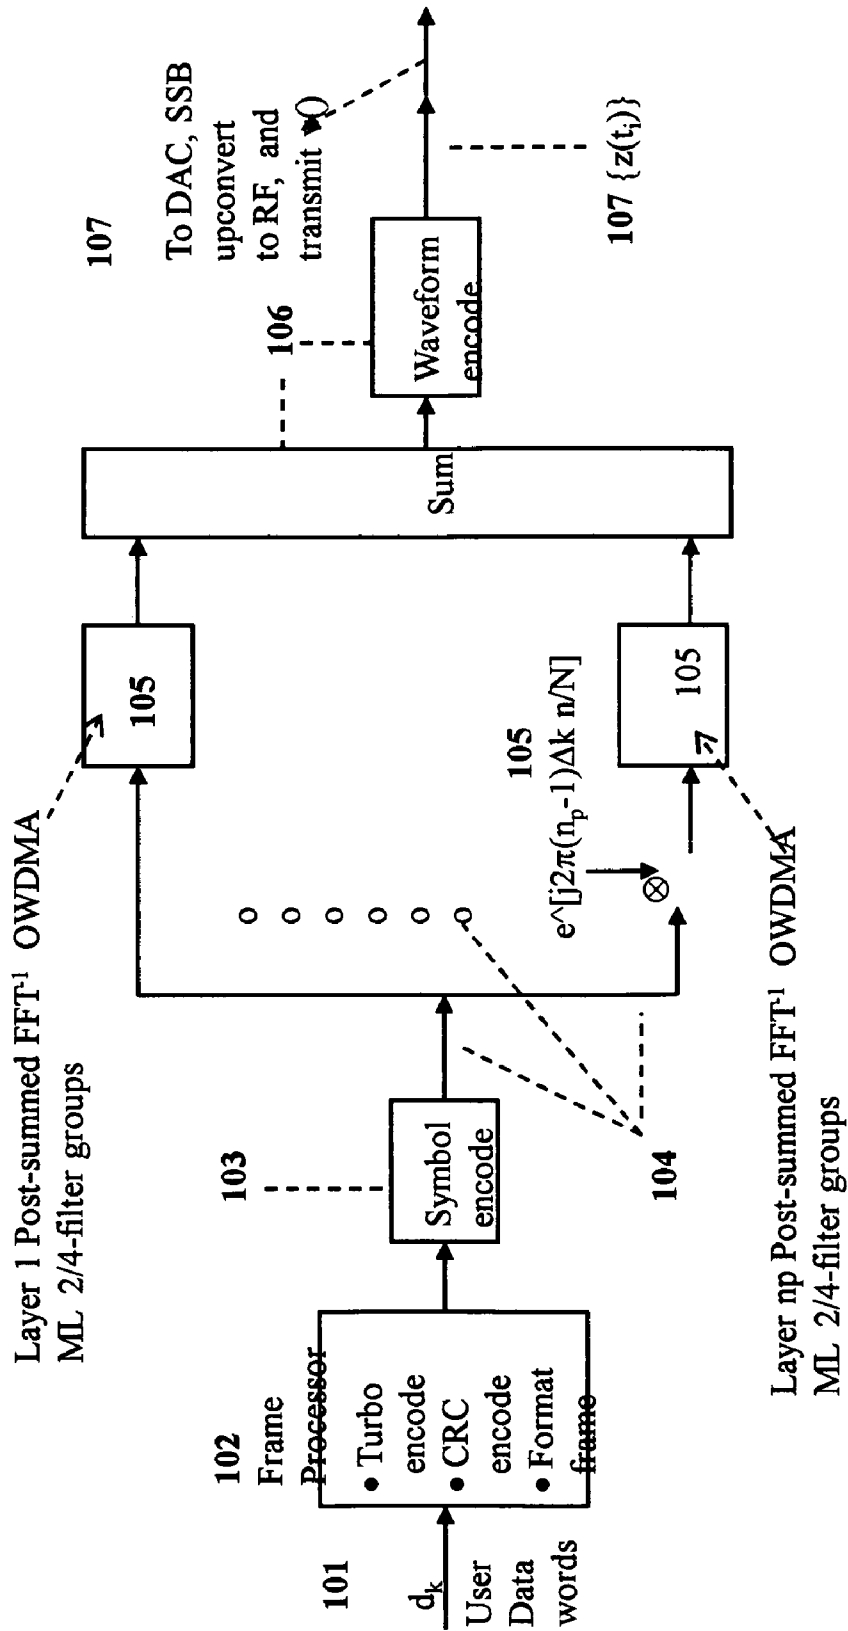 101
d_k
User
Data
words
102
Frame
Processor
• Turbo
encode
• CRC
encode
• Format
frame
103
Symbol
encode
104
Layer 1 Post-summed FFT^-1 OWDMA
ML 2/4-filter groups
105
105
e^[j2π(n_p-1)Δk n/N]
⊗
105
Layer np Post-summed FFT^-1 OWDMA
ML 2/4-filter groups
Sum
106
Waveform
encode
107
To DAC, SSB
upconvert
to RF, and
transmit
107 {z(t_i)}